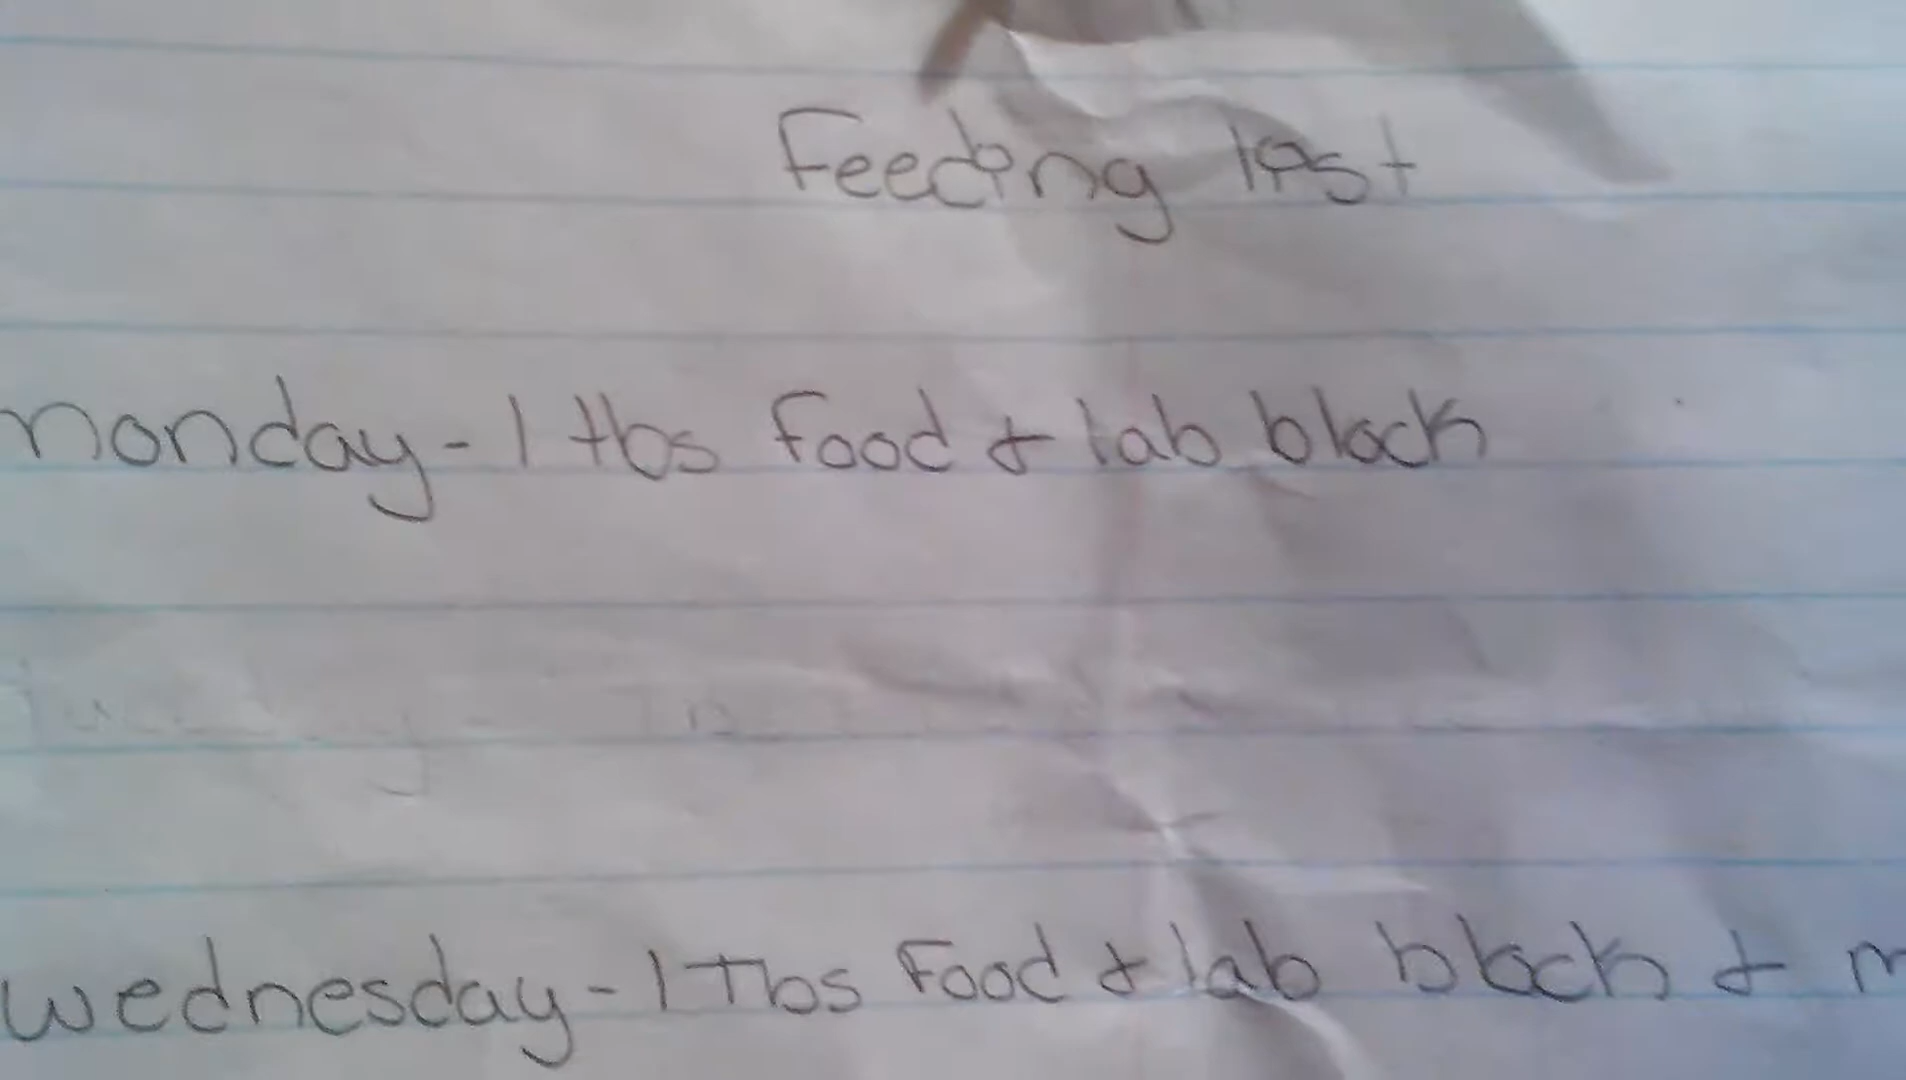 Feeding list
monday - 1 tbs food & lab block
wednesday - 1 Tbs Food & lab block &